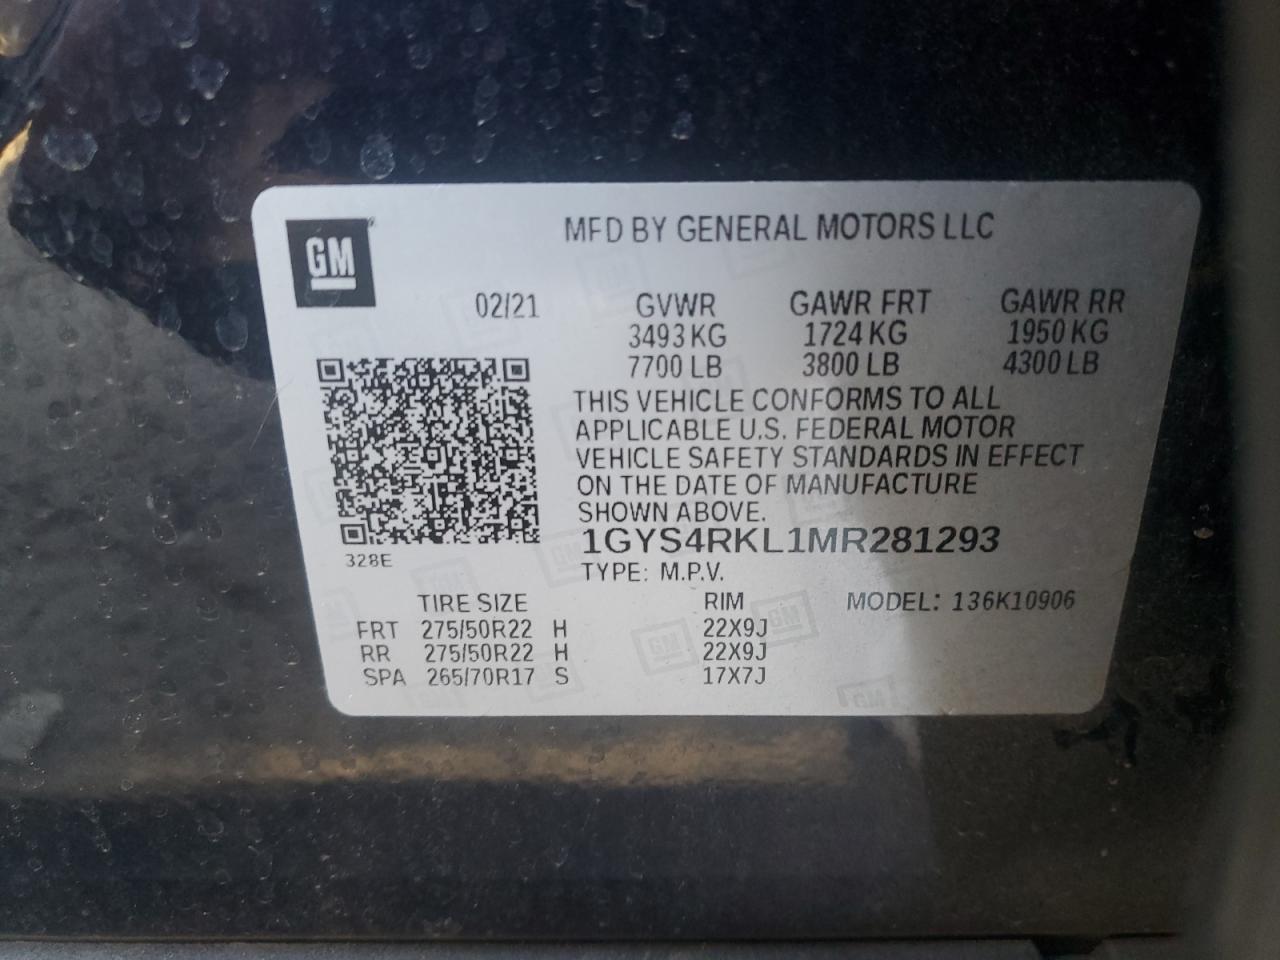 GM
MFD BY GENERAL MOTORS LLC
02/21 GVWR GAWR FRT GAWR RR
3493 KG 1724 KG 1950 KG
7700 LB 3800 LB 4300 LB
THIS VEHICLE CONFORMS TO ALL
APPLICABLE U.S. FEDERAL MOTOR
VEHICLE SAFETY STANDARDS IN EFFECT
ON THE DATE OF MANUFACTURE
SHOWN ABOVE.
1GYS4RKL1MR281293
328E
TYPE: M.P.V.
TIRE SIZE RIM MODEL: 136K10906
FRT 275/50R22 H 22X9J
RR 275/50R22 H 22X9J
SPA 265/70R17 S 17X7J
GM
GM
GM